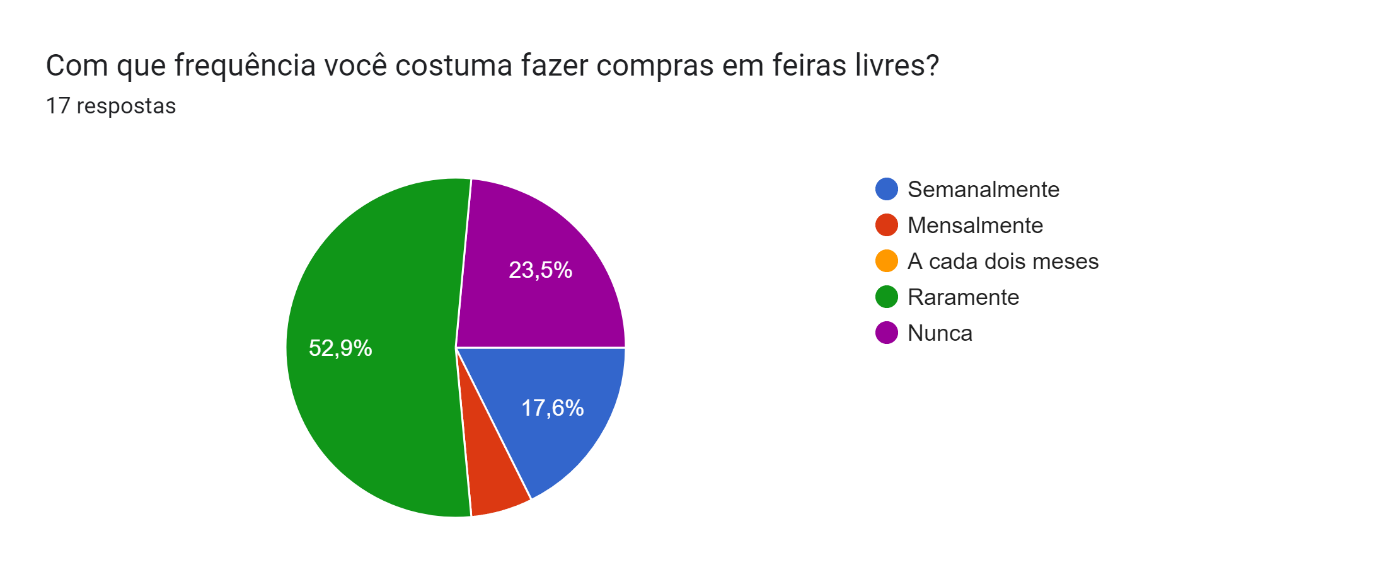 Com que frequência você costuma fazer compras em feiras livres?
17 respostas
Semanalmente
Mensalmente
A cada dois meses
Raramente
Nunca
23,5%
52,9%
17,6%